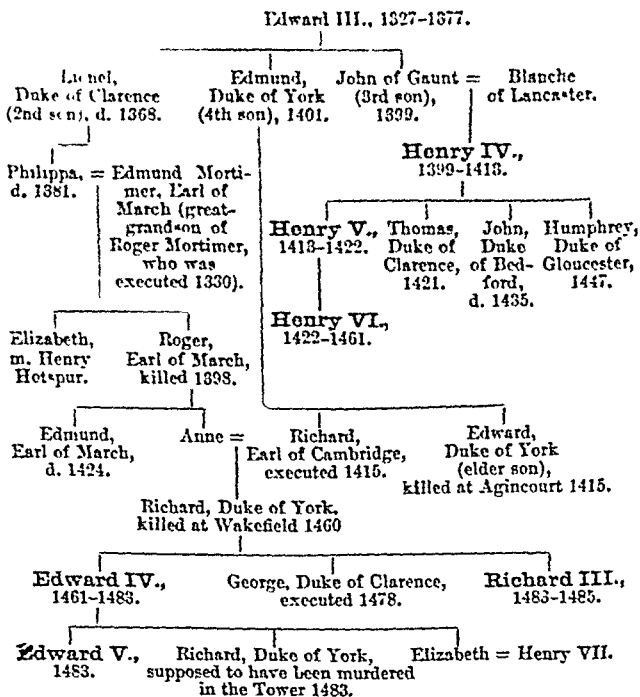 Edward III., 1327-1377.
Lionel,
Duke of Clarence
(2nd son), d. 1368.
Edmund,
Duke of York
(4th son), 1401.
John of Gaunt =
(3rd son),
1399.
Blanche
of Lancaster.
Henry IV.,
1399-1413.
Philippa, =
d. 1381.
Edmund Morti-
mer, Earl of
March (great-
grandson of
Roger Mortimer,
who was
executed 1330).
Henry V.,
1413-1422.
Thomas,
Duke of
Clarence,
1421.
John,
Duke
of Bed-
ford,
d. 1435.
Humphrey,
Duke of
Gloucester,
1447.
Henry VI.,
1422-1461.
Elizabeth,
m. Henry
Hotspur.
Roger,
Earl of March,
killed 1398.
Edmund,
Earl of March,
d. 1424.
Anne =
Richard,
Earl of Cambridge,
executed 1415.
Edward,
Duke of York
(elder son),
killed at Agincourt 1415.
Richard, Duke of York.
killed at Wakefield 1460
Edward IV.,
1461-1483.
George, Duke of Clarence,
executed 1478.
Richard III.,
1483-1485.
Edward V.,
1483.
Richard, Duke of York,
supposed to have been murdered
in the Tower 1483.
Elizabeth = Henry VII.